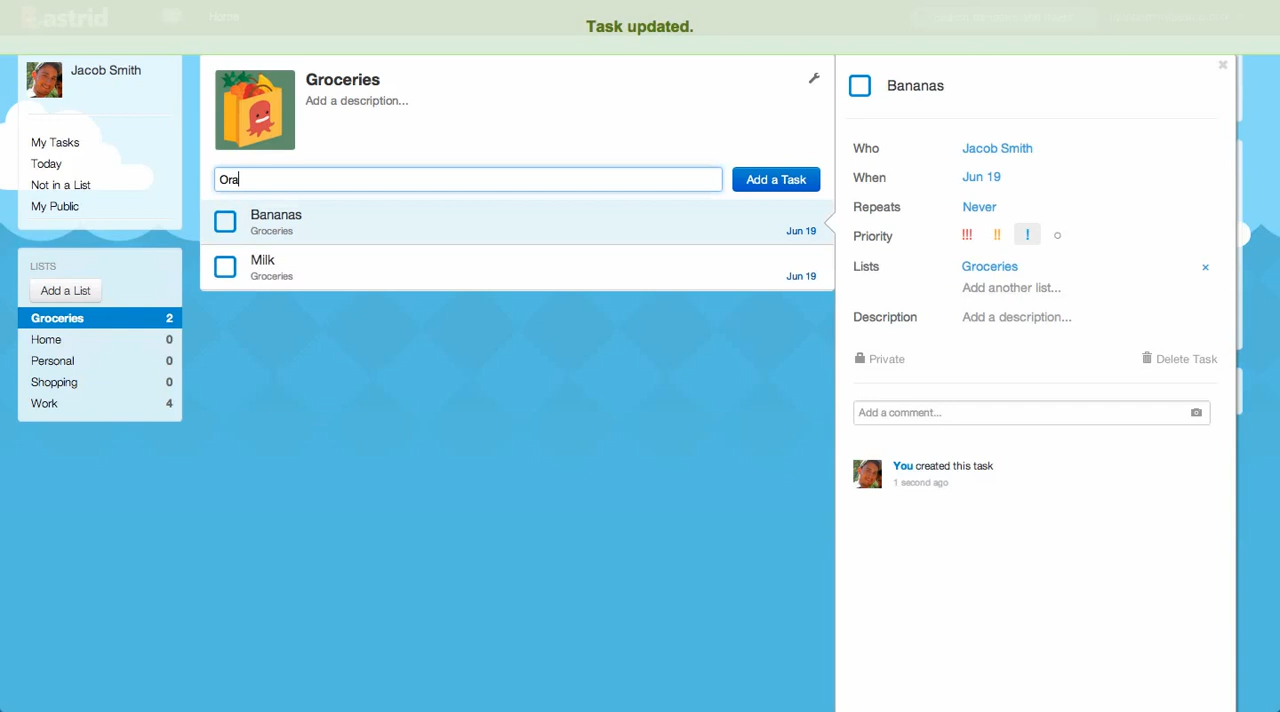 astrid
Home
Task updated.
Jacob Smith
My Tasks
Today
Not in a List
My Public
LISTS
Add a List
Groceries 2
Home 0
Personal 0
Shopping 0
Work 4
Groceries
Add a description...
Ora
Add a Task
Bananas
Groceries
Jun 19
Milk
Groceries
Jun 19
Bananas
Who Jacob Smith
When Jun 19
Repeats Never
Priority !!! !! ! ○
Lists Groceries ×
Add another list...
Description Add a description...
Private
Delete Task
Add a comment...
You created this task
1 second ago